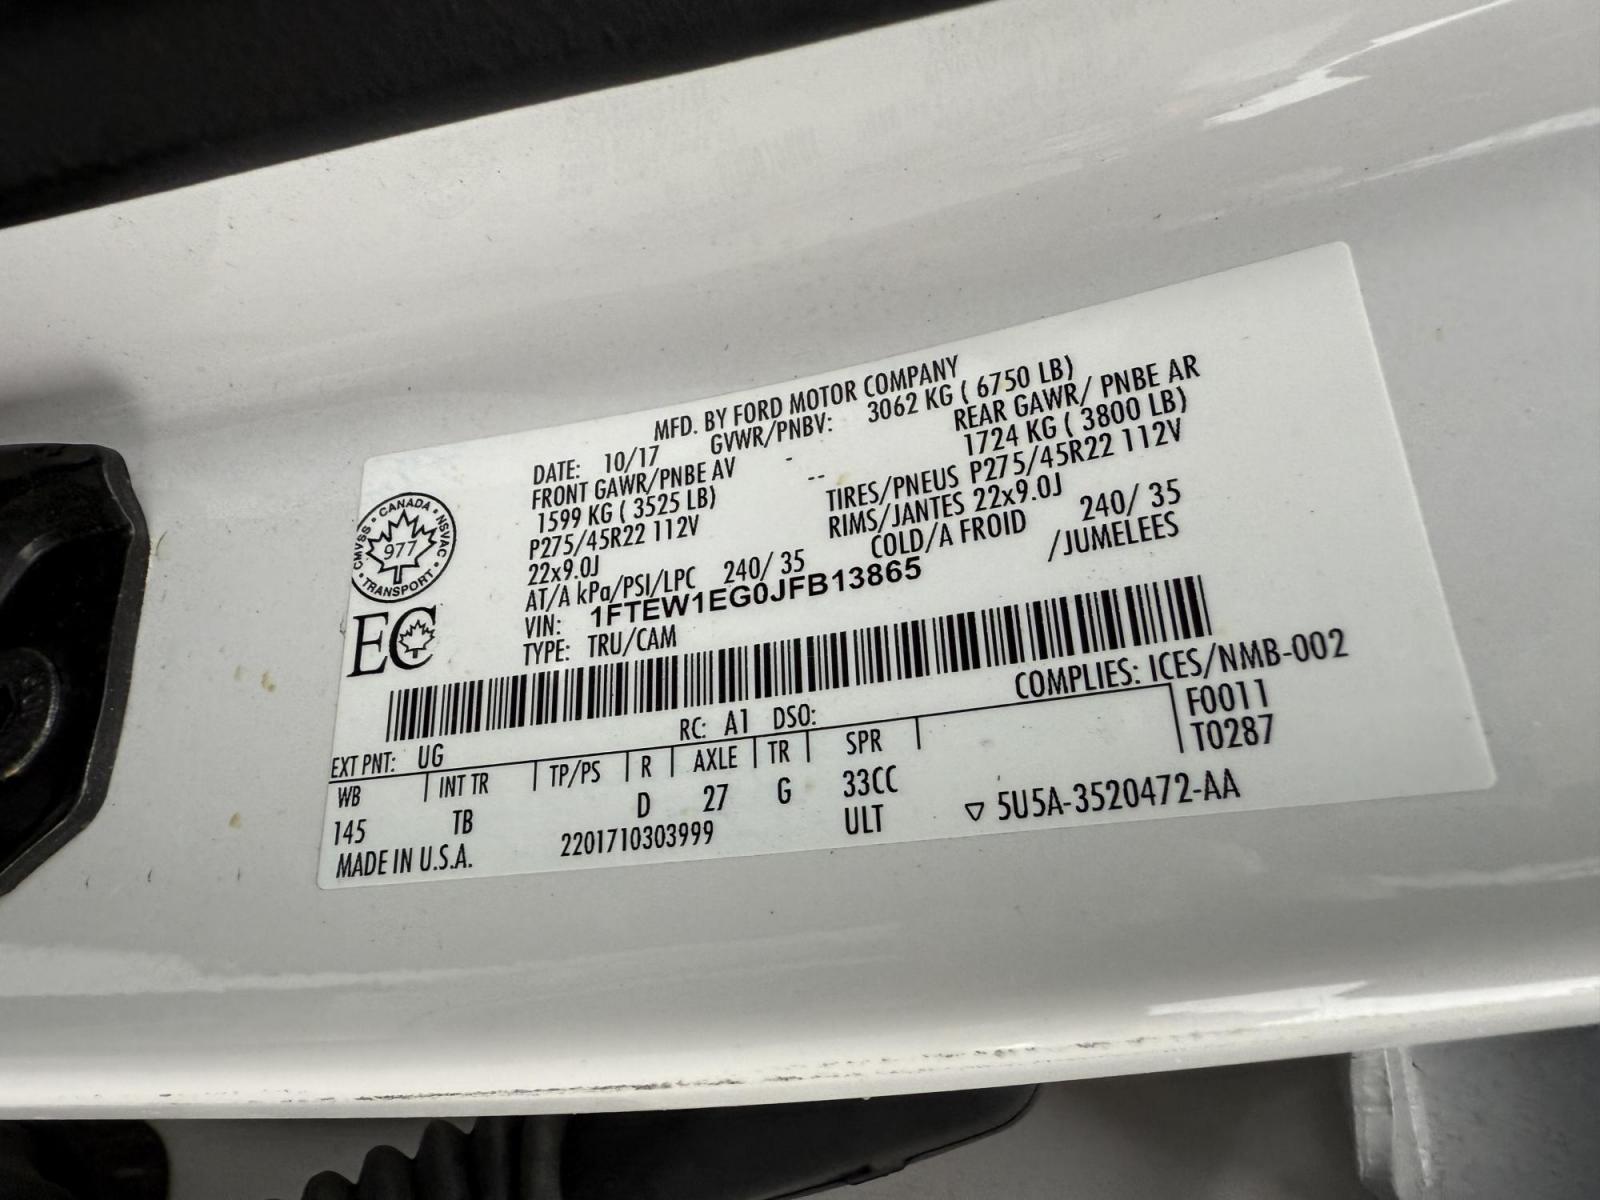 MFD. BY FORD MOTOR COMPANY
DATE: 10/17 GVWR/PNBV: 3062 KG ( 6750 LB)
FRONT GAWR/PNBE AV - REAR GAWR/ PNBE AR
1599 KG ( 3525 LB) -- 1724 KG ( 3800 LB)
P275/45R22 112V TIRES/PNEUS P275/45R22 112V
22x9.0J RIMS/JANTES 22x9.0J
AT/A kPa/PSI/LPC 240/ 35 COLD/A FROID 240/ 35
VIN: 1FTEW1EG0JFB13865 /JUMELEES
TYPE: TRU/CAM
CMVSS • CANADA • NSVAC • TRANSPORT •
977
EC
COMPLIES: ICES/NMB-002
EXT PNT: UG RC: A1 DSO: F0011
WB INT TR TP/PS R AXLE TR SPR T0287
145 TB D 27 G 33CC
MADE IN U.S.A. 2201710303999 ULT ▽ 5U5A-3520472-AA